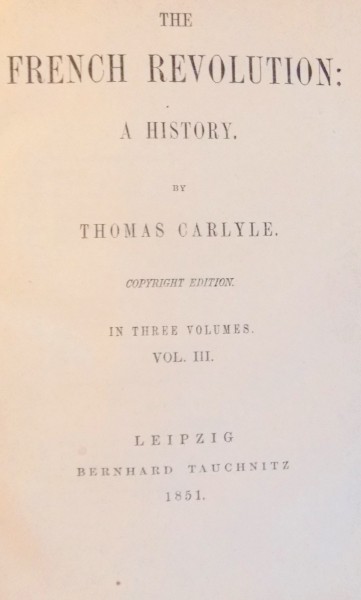 THE
FRENCH REVOLUTION:
A HISTORY.
BY
THOMAS CARLYLE.
COPYRIGHT EDITION.
IN THREE VOLUMES.
VOL. III.
LEIPZIG
BERNHARD TAUCHNITZ
1851.